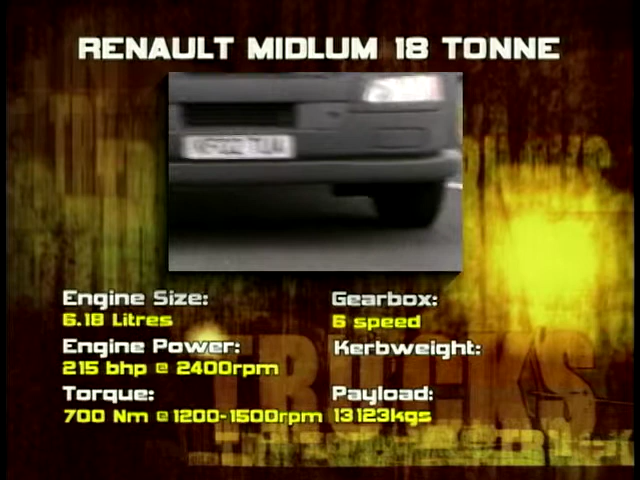 RENAULT MIDLUM 18 TONNE
Engine Size:
6.18 Litres
Gearbox:
6 speed
Engine Power:
215 bhp @ 2400rpm
Kerbweight:
Torque:
700 Nm @ 1200-1500rpm
Payload:
13123kgs
TRUCKS